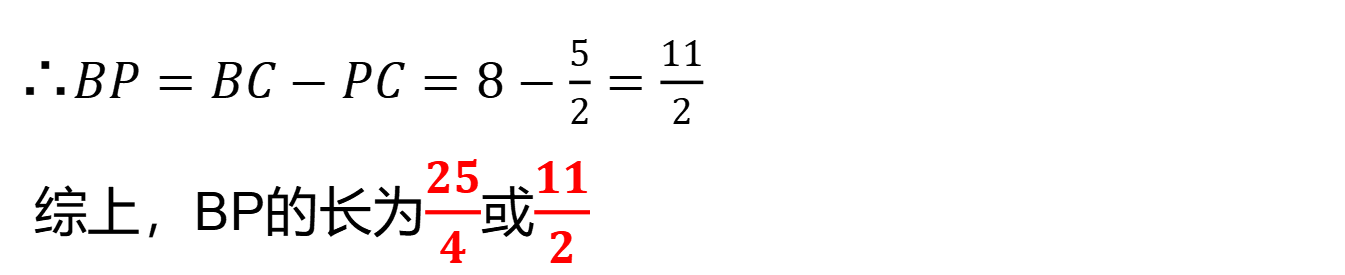 ∴BP = BC − PC = 8 − 5/2 = 11/2
综上，BP的长为25/4或11/2